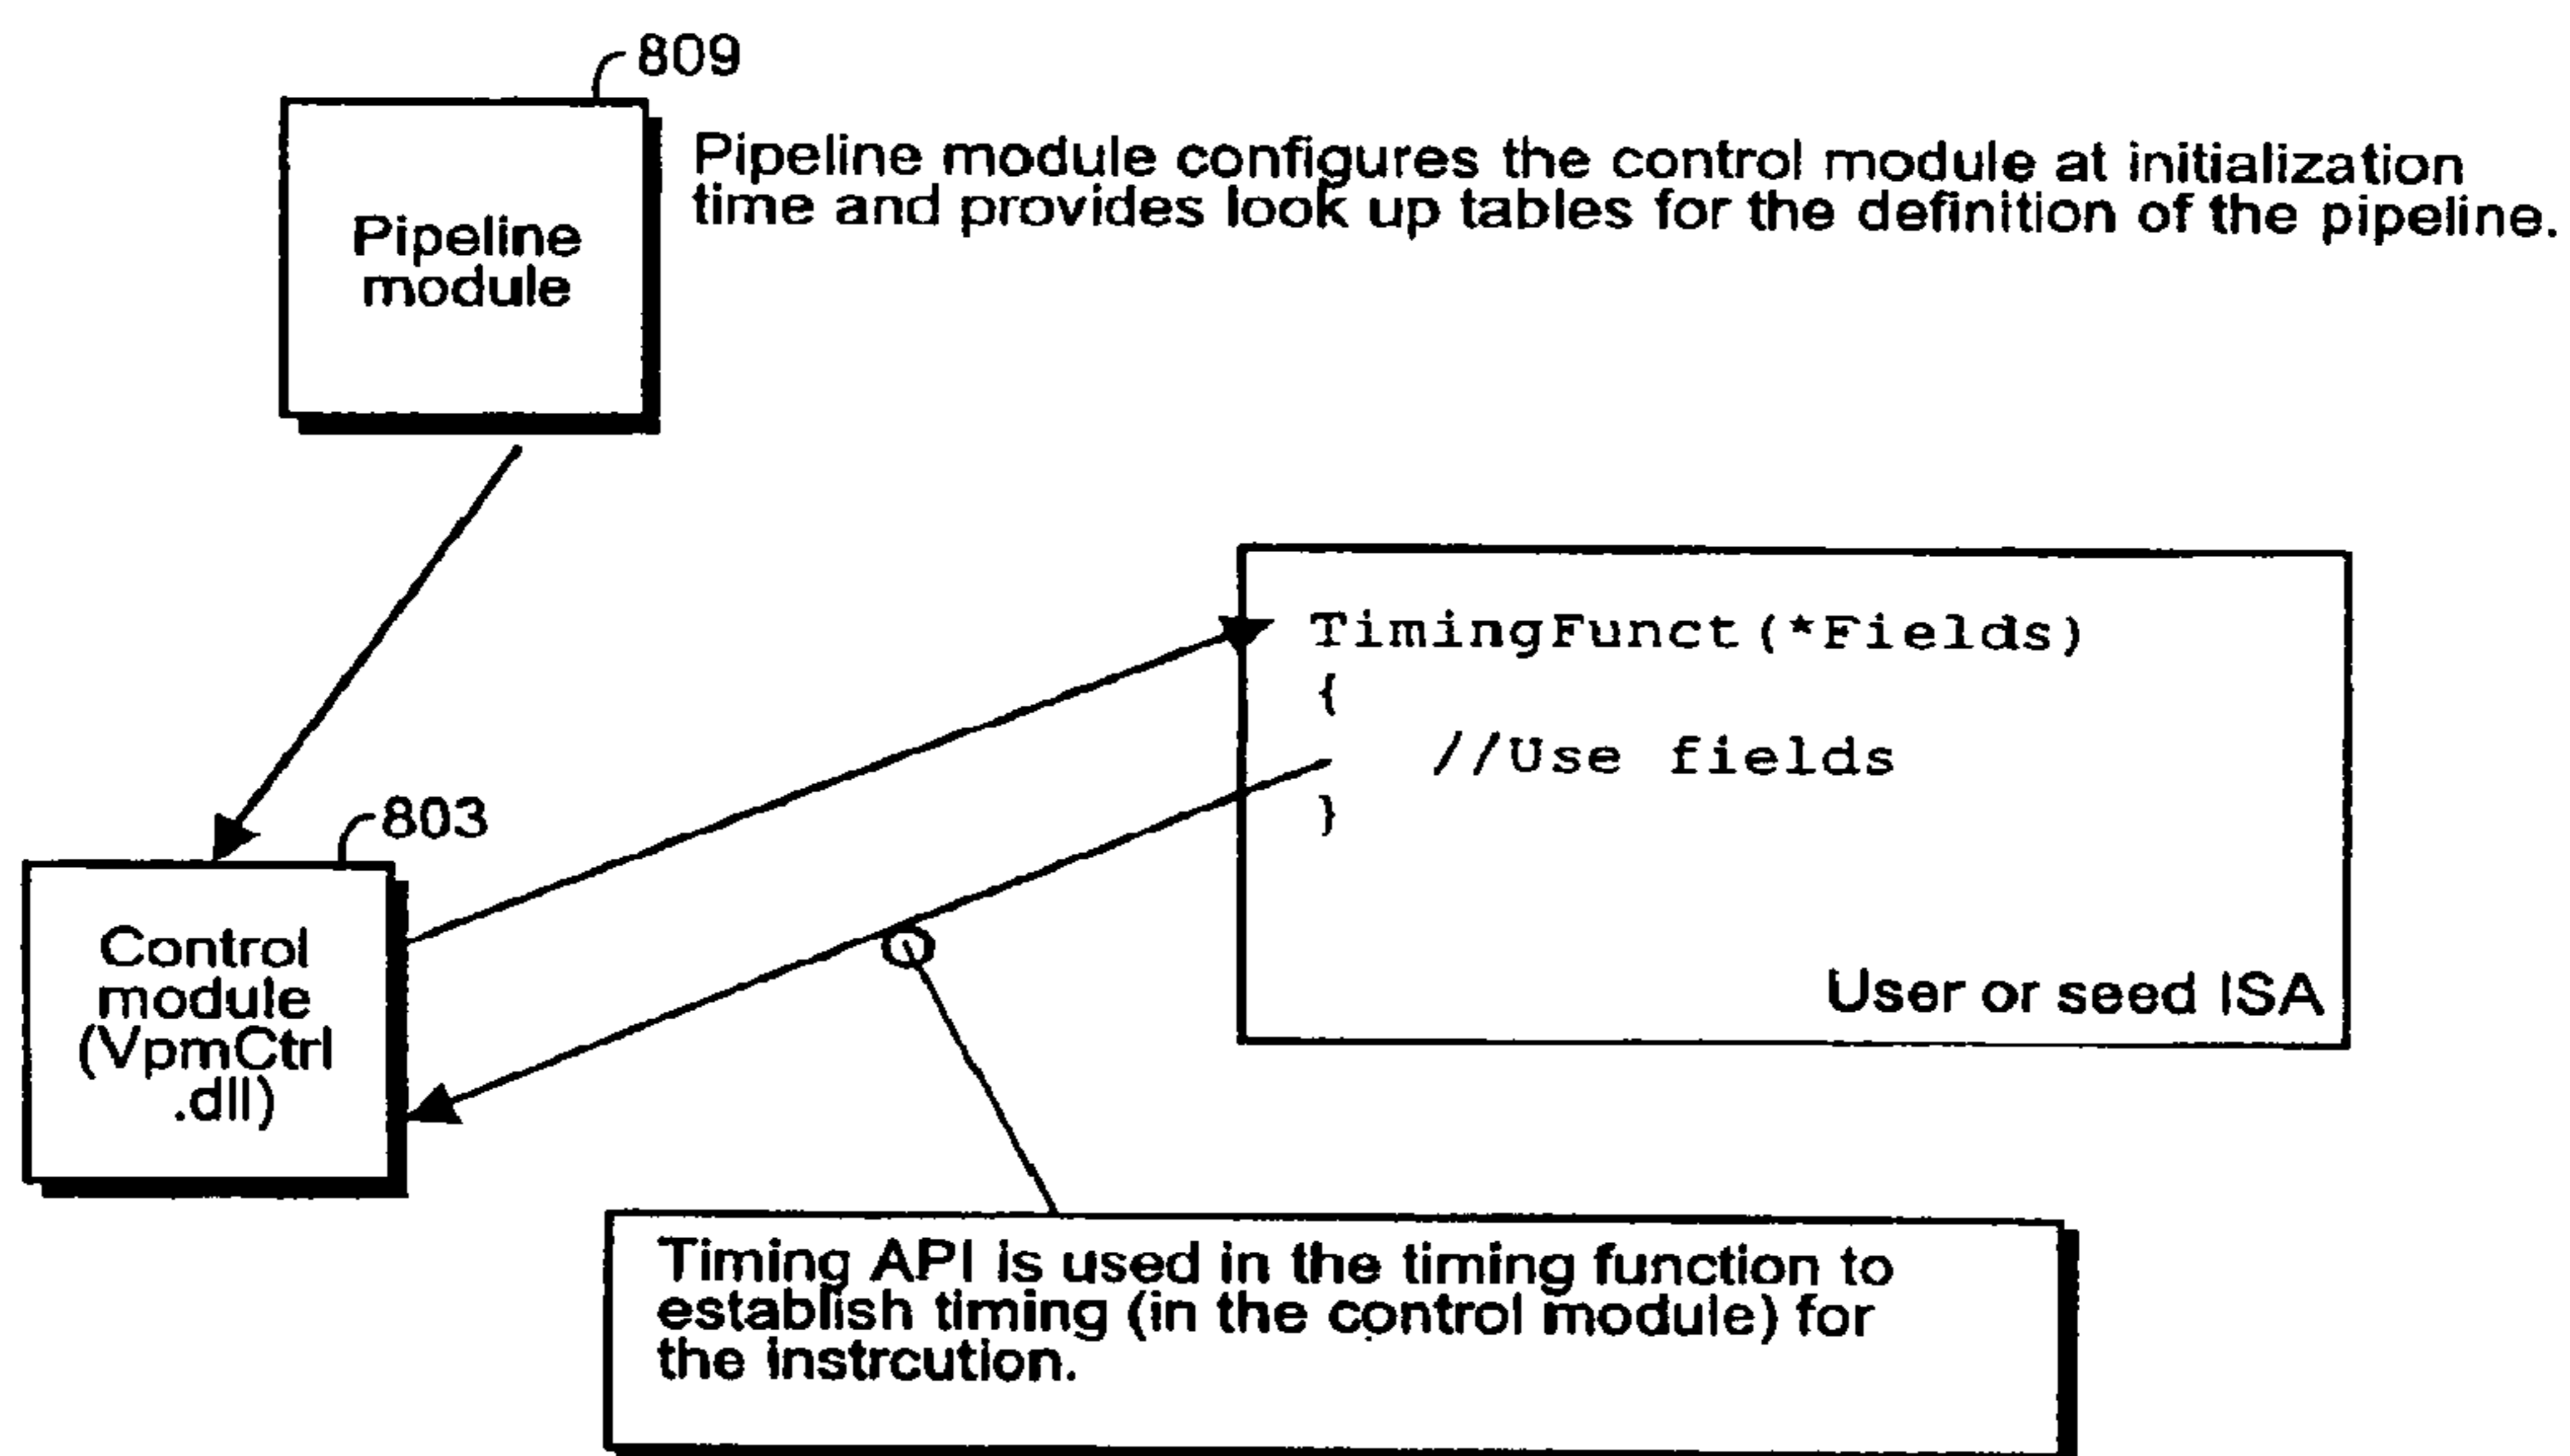 809
Pipeline module configures the control module at initialization
time and provides look up tables for the definition of the pipeline.
Pipeline
module
TimingFunct(*Fields)
{
//Use fields
}
User or seed ISA
803
Control
module
(VpmCtrl
.dll)
Timing API is used in the timing function to
establish timing (in the control module) for
the instrcution.